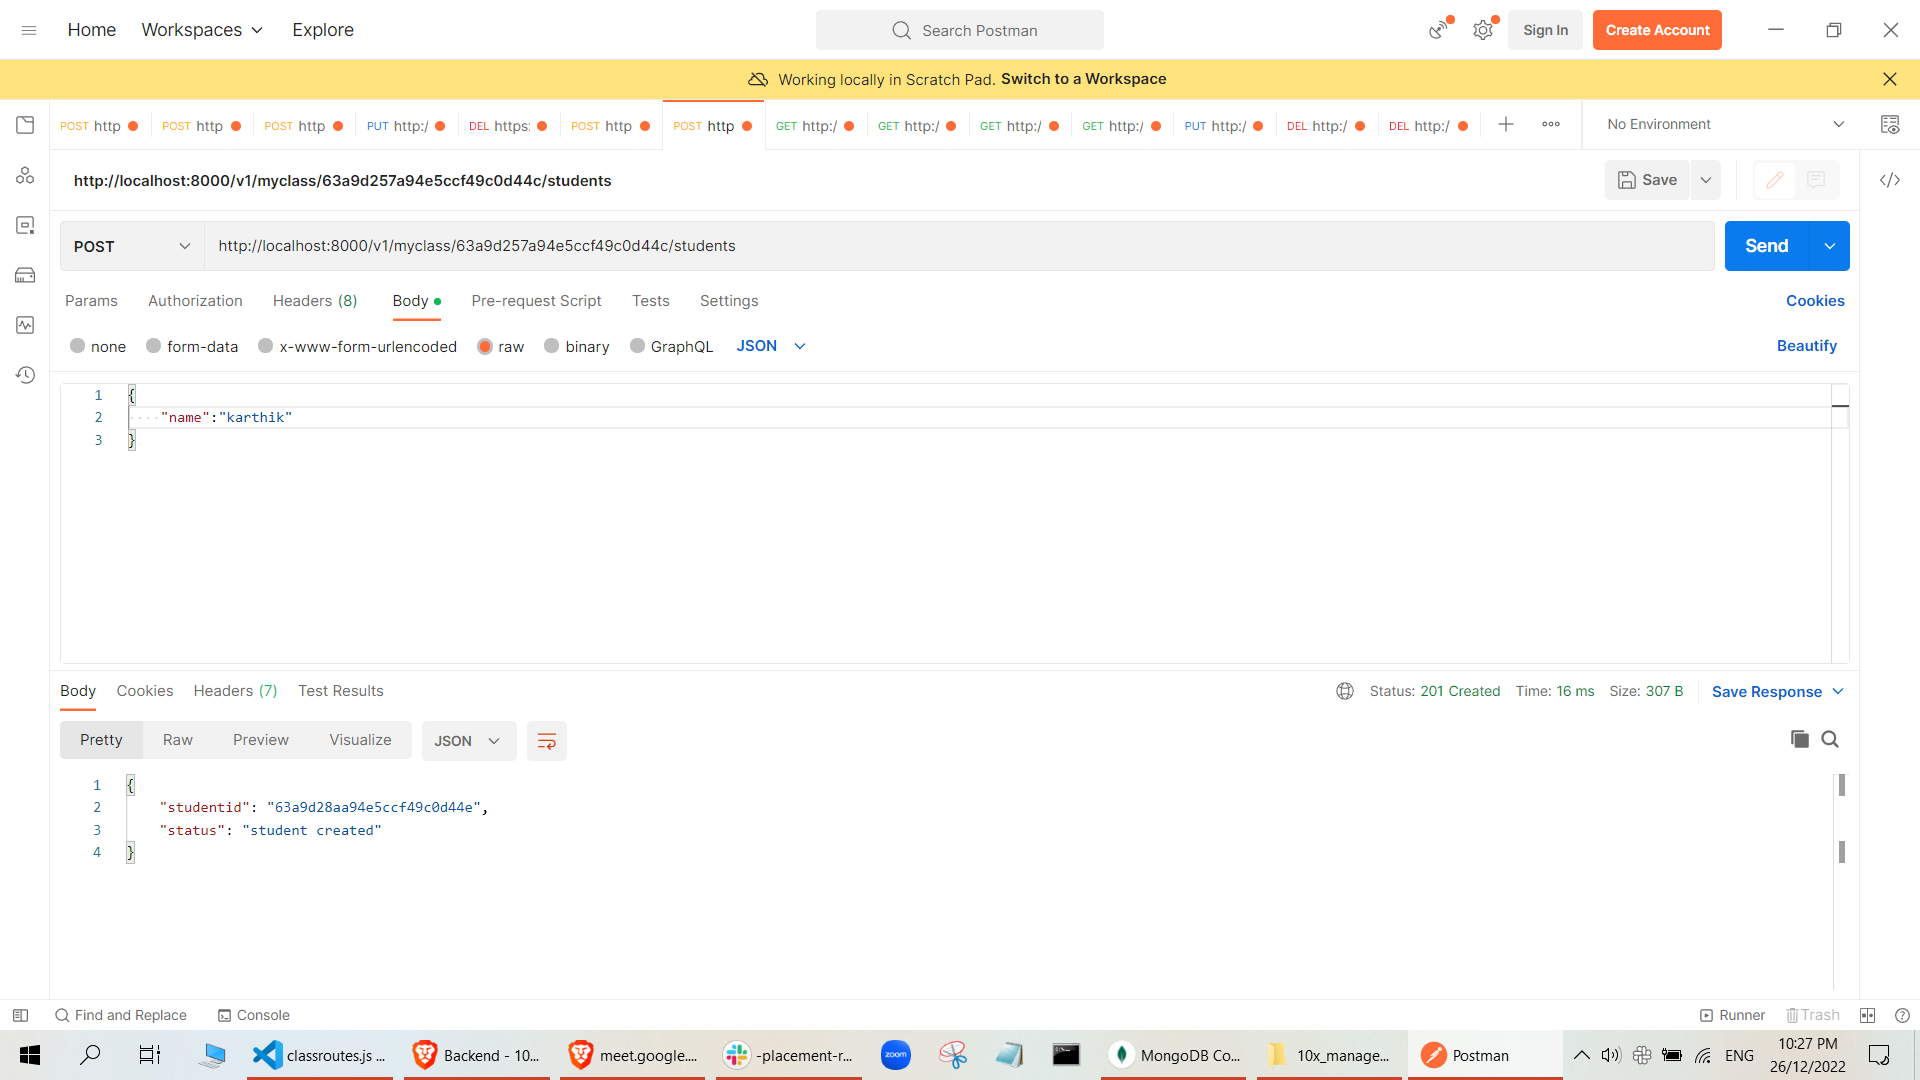 Home Workspaces Explore Search Postman Sign In Create Account
Working locally in Scratch Pad. Switch to a Workspace
POST http POST http POST http PUT http:/ DEL https: POST http POST http GET http:/ GET http:/ GET http:/ GET http:/ PUT http:/ DEL http:/ DEL http:/ No Environment
http://localhost:8000/v1/myclass/63a9d257a94e5ccf49c0d44c/students Save
POST http://localhost:8000/v1/myclass/63a9d257a94e5ccf49c0d44c/students Send
Params Authorization Headers (8) Body Pre-request Script Tests Settings Cookies
none form-data x-www-form-urlencoded raw binary GraphQL JSON Beautify
1 {
2 "name":"karthik"
3 }
Body Cookies Headers (7) Test Results Status: 201 Created Time: 16 ms Size: 307 B Save Response
Pretty Raw Preview Visualize JSON
1 {
2 "studentid": "63a9d28aa94e5ccf49c0d44e",
3 "status": "student created"
4 }
Find and Replace Console Runner Trash
classroutes.js ... Backend - 10... meet.google.... -placement-r... zoom MongoDB Co... 10x_manage... Postman ENG 10:27 PM
26/12/2022